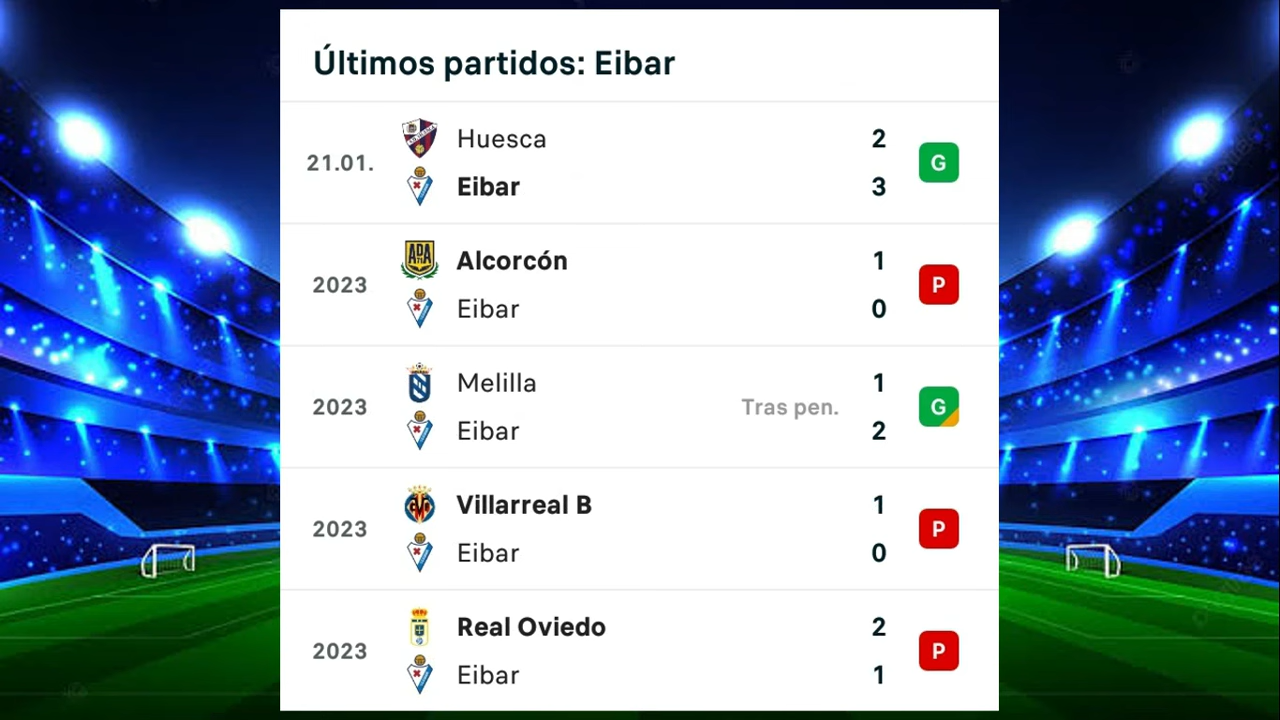 Últimos partidos: Eibar
21.01.
Huesca 2
Eibar 3
G
2023
Alcorcón 1
Eibar 0
P
2023
Melilla 1
Eibar 2
Tras pen.
G
2023
Villarreal B 1
Eibar 0
P
2023
Real Oviedo 2
Eibar 1
P